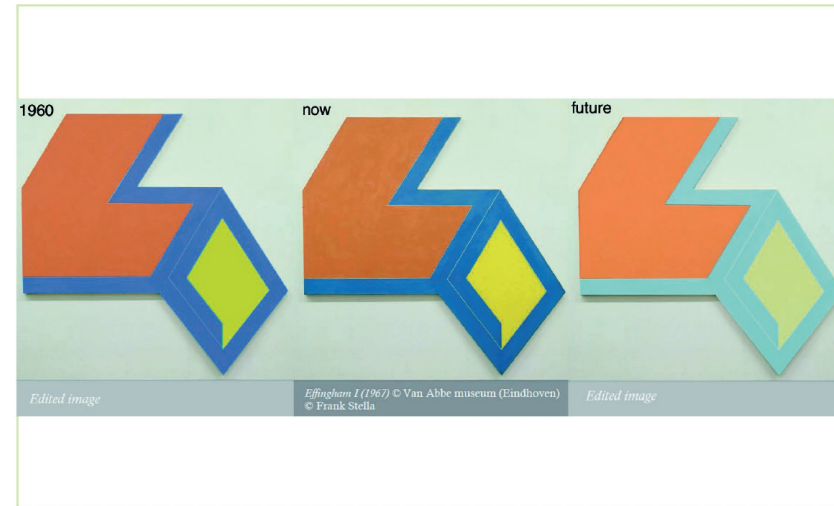 1960
now
future
Edited image
Effingham I (1967) © Van Abbe museum (Eindhoven)
© Frank Stella
Edited image